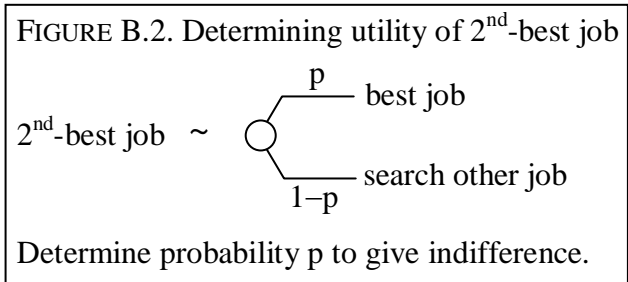 FIGURE B.2. Determining utility of 2nd-best job
p
best job
2nd-best job ~
search other job
1–p
Determine probability p to give indifference.